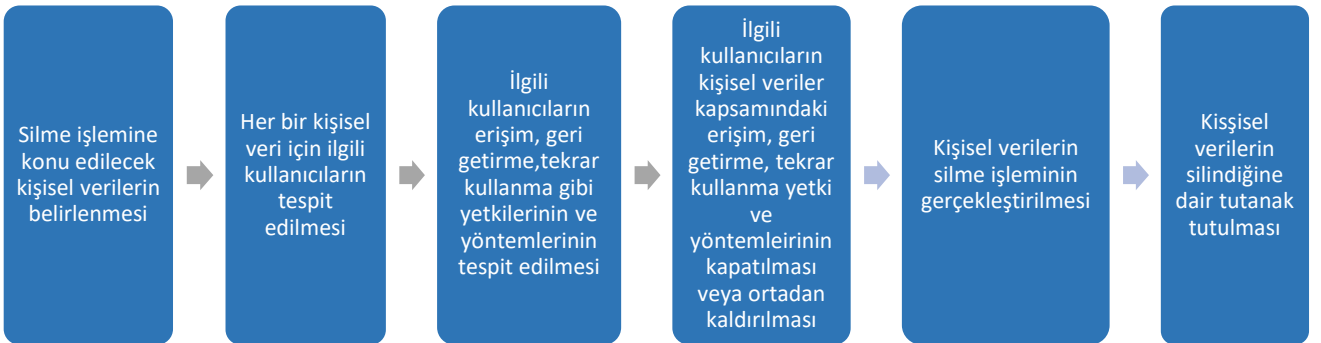 Silme işlemine
konu edilecek
kişisel verilerin
belirlenmesi
Her bir kişisel
veri için ilgili
kullanıcıların
tespit
edilmesi
İlgili
kullanıcıların
erişim, geri
getirme,tekrar
kullanma gibi
yetkilerinin ve
yöntemlerinin
tespit edilmesi
İlgili
kullanıcıların
kişisel veriler
kapsamındaki
erişim, geri
getirme, tekrar
kullanma yetki
ve
yöntemleirinin
kapatılması
veya ortadan
kaldırılması
Kişisel verilerin
silme işleminin
gerçekleştirilmesi
Kisşisel
verilerin
silindiğine
dair tutanak
tutulması